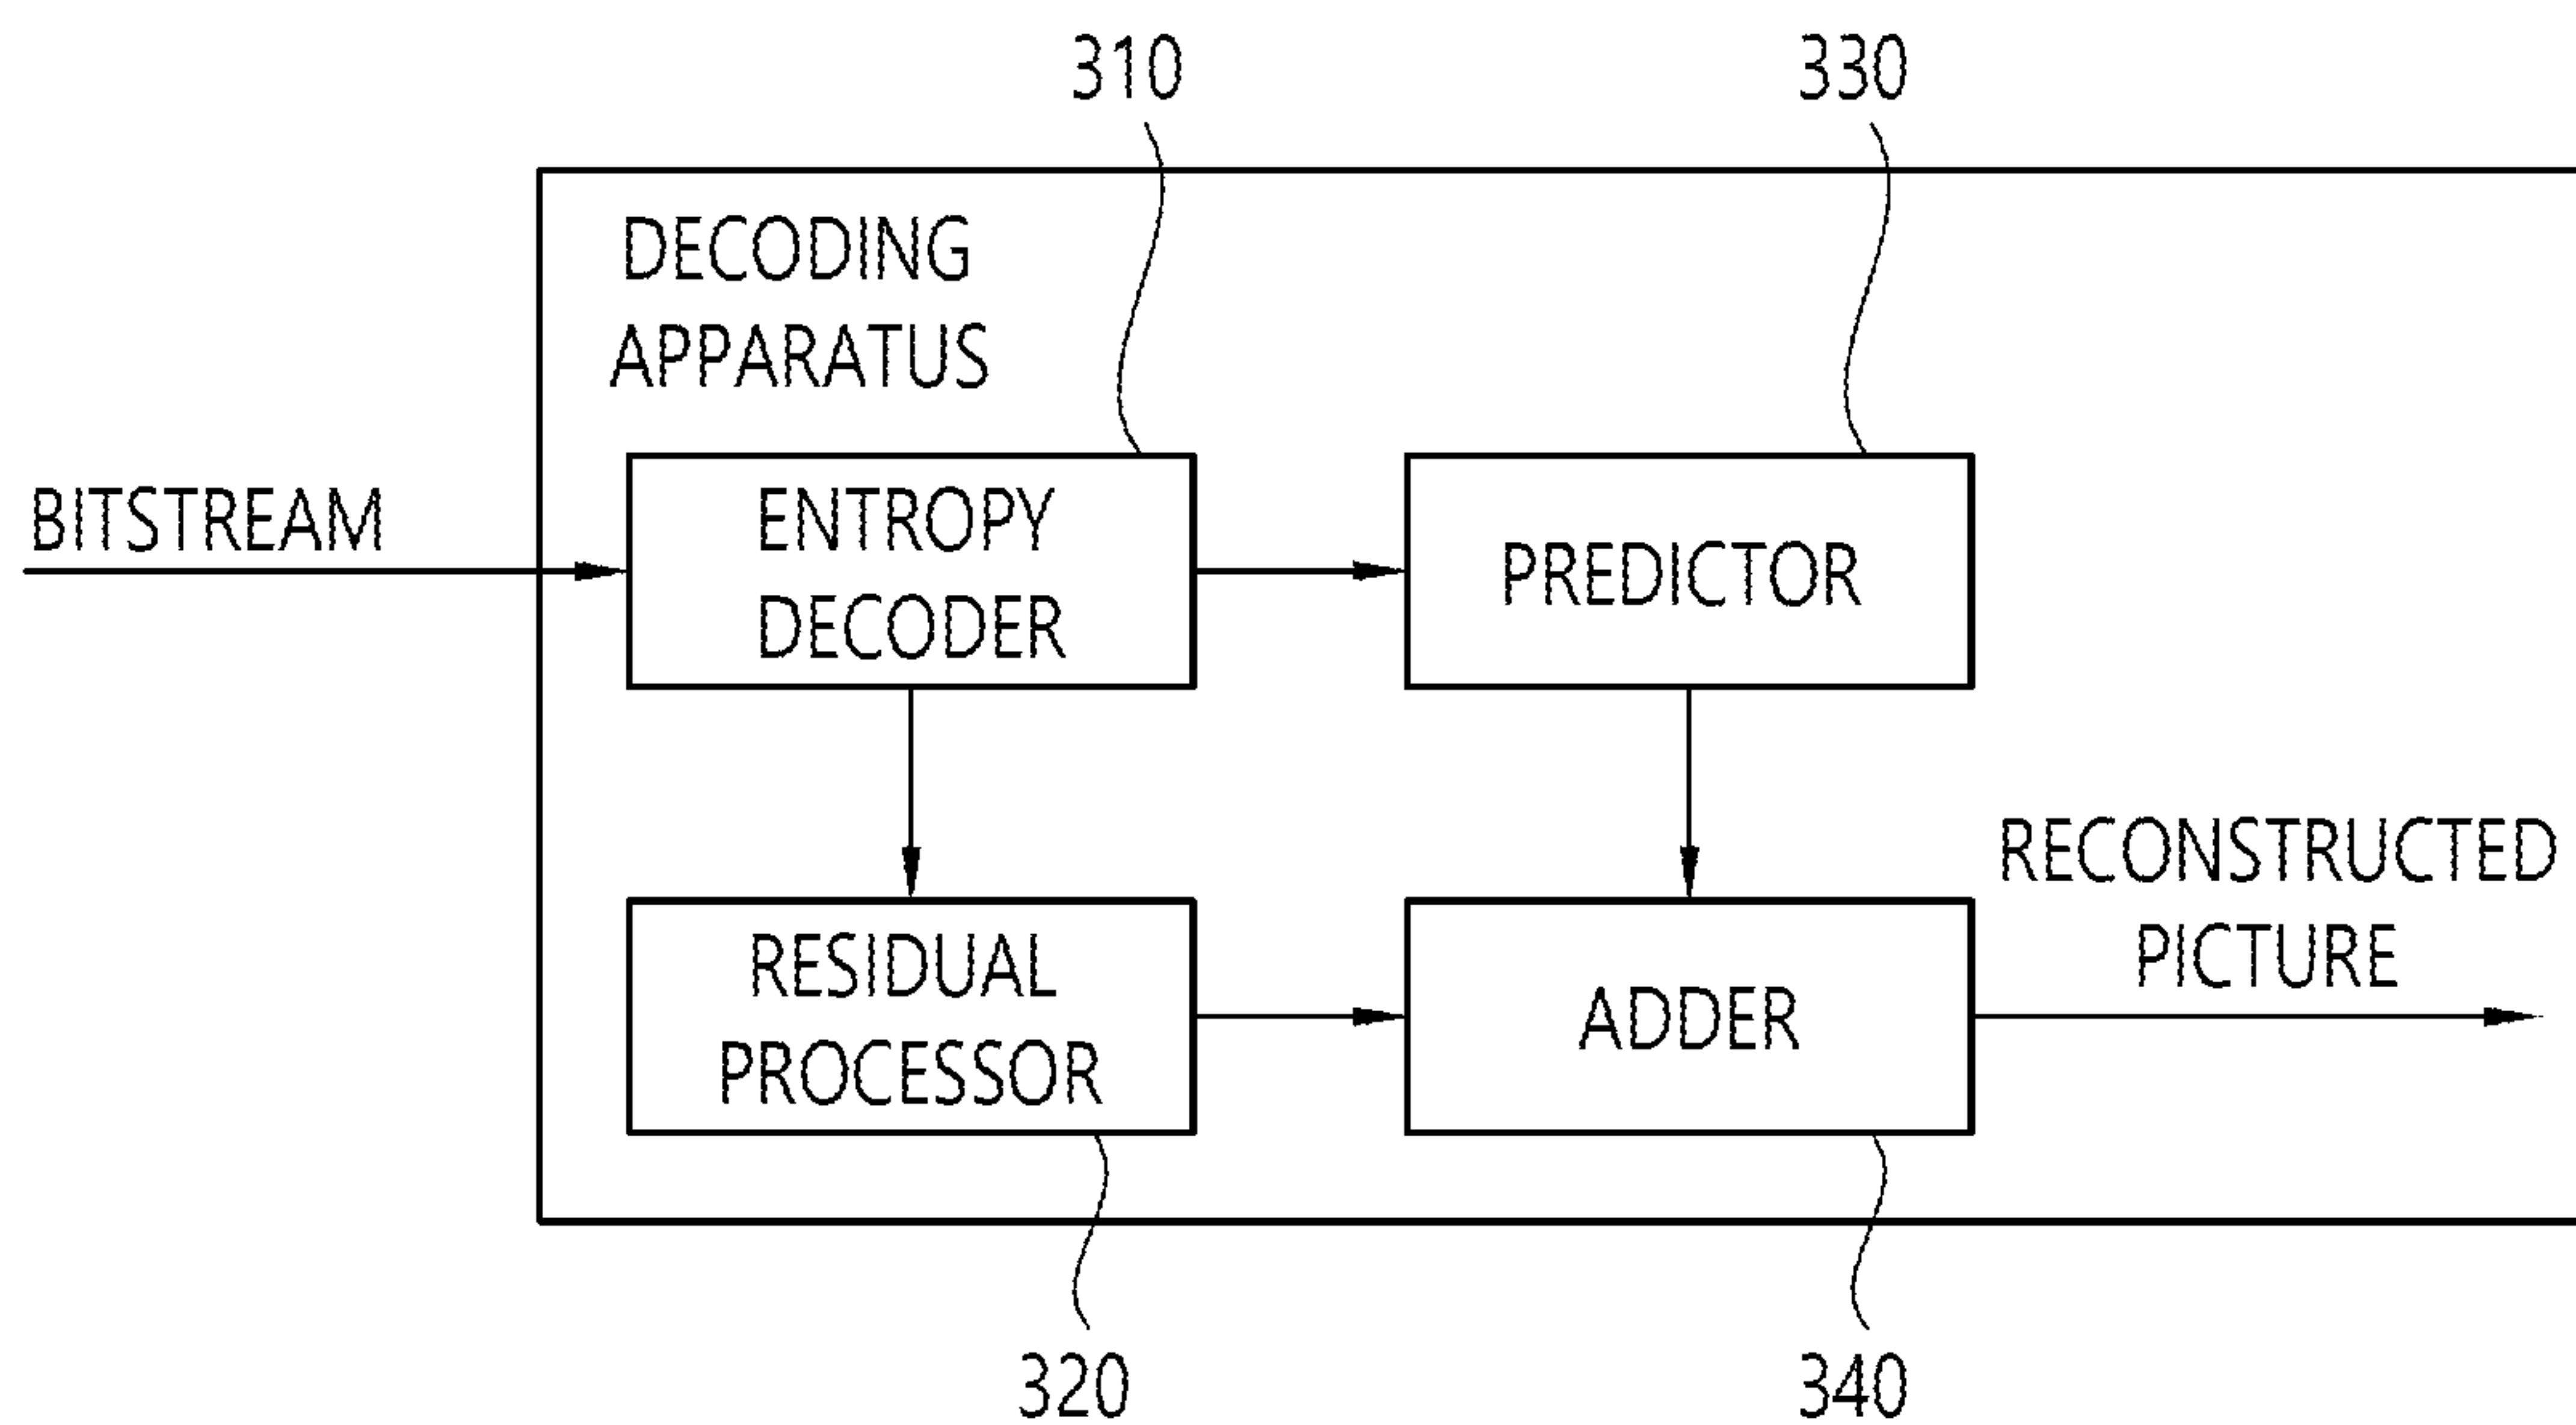 310
330
DECODING
APPARATUS
BITSTREAM
ENTROPY
DECODER
PREDICTOR
RESIDUAL
PROCESSOR
ADDER
RECONSTRUCTED
PICTURE
320
340